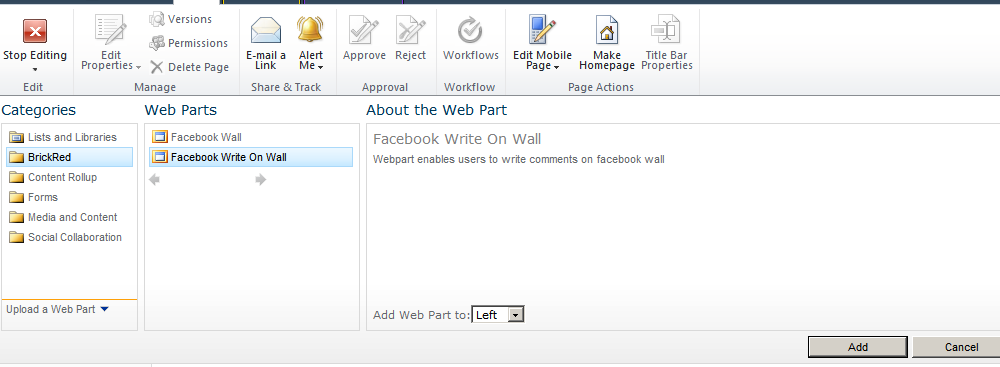 Stop Editing
Edit
Edit Properties
Versions
Permissions
Delete Page
Manage
E-mail a Link
Alert Me
Share & Track
Approve
Reject
Approval
Workflows
Workflow
Edit Mobile Page
Make Homepage
Title Bar Properties
Page Actions
Categories
Lists and Libraries
BrickRed
Content Rollup
Forms
Media and Content
Social Collaboration
Upload a Web Part
Web Parts
Facebook Wall
Facebook Write On Wall
About the Web Part
Facebook Write On Wall
Webpart enables users to write comments on facebook wall
Add Web Part to: Left
Add
Cancel